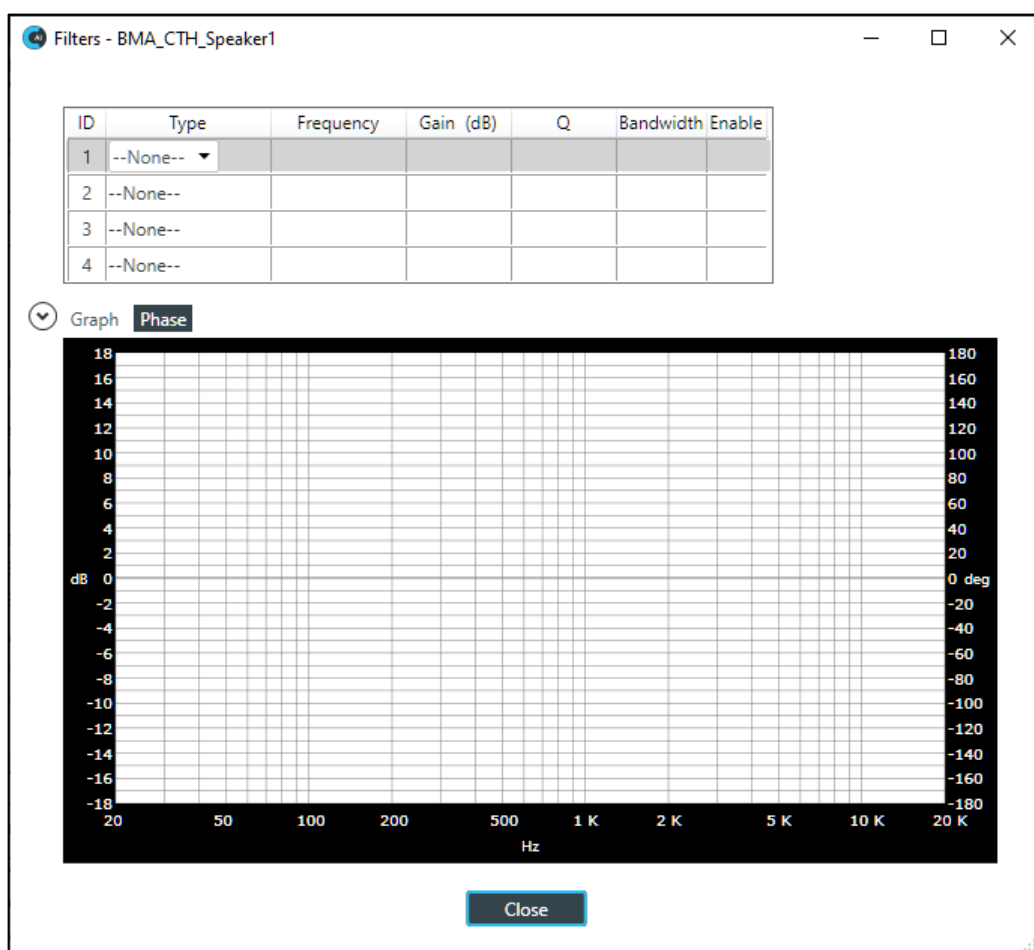 Filters - BMA_CTH_Speaker1
ID Type Frequency Gain (dB) Q Bandwidth Enable
1 --None--
2 --None--
3 --None--
4 --None--
Graph Phase
18 180
16 160
14 140
12 120
10 100
8 80
6 60
4 40
2 20
dB 0 0 deg
-2 -20
-4 -40
-6 -60
-8 -80
-10 -100
-12 -120
-14 -140
-16 -160
-18 -180
20 50 100 200 500 1 K 2 K 5 K 10 K 20 K
Hz
Close